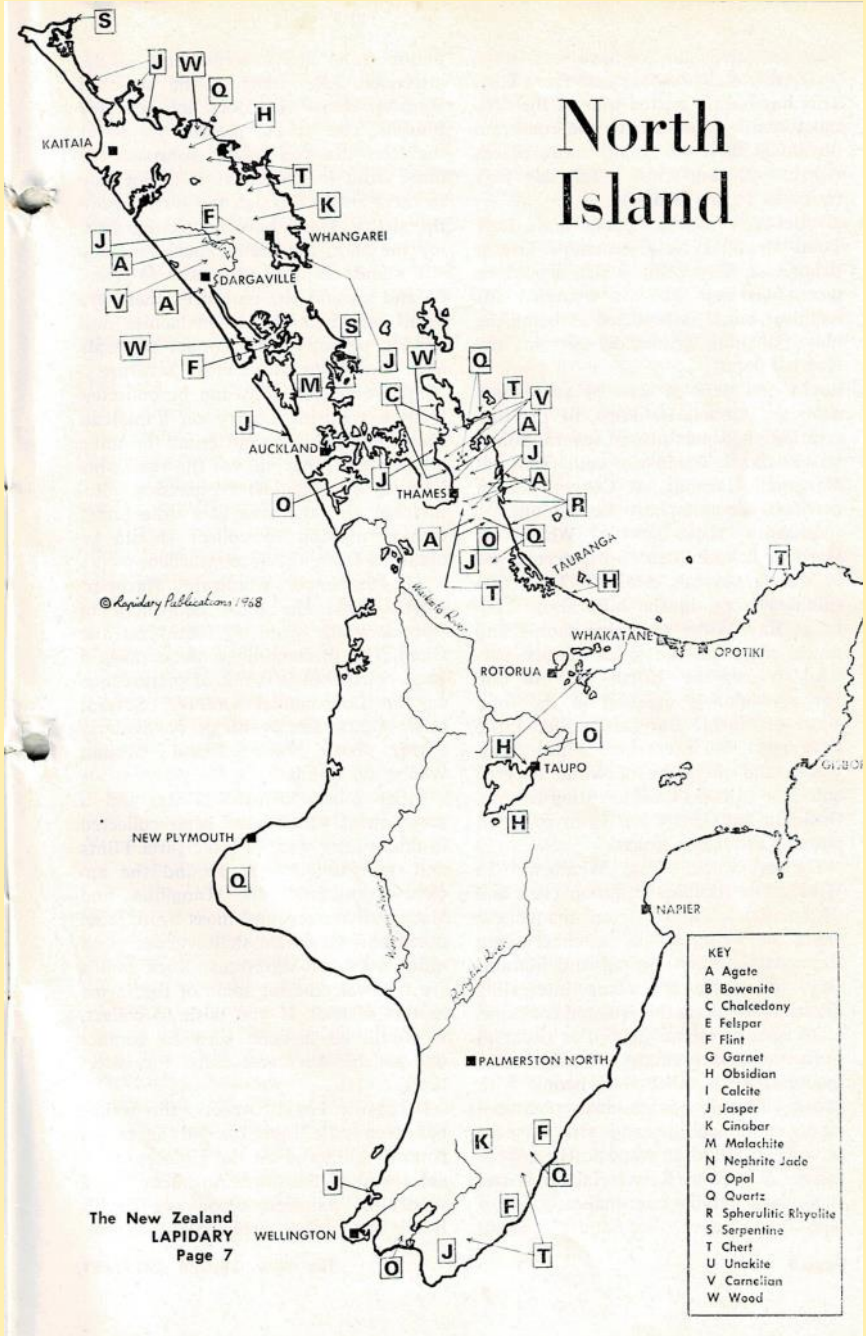 North
Island
S
J
W
Q
H
KAITAIA
T
K
F
WHANGAREI
J
A
V
DARGAVILLE
A
W
F
S
J
M
W
Q
T
V
C
A
J
AUCKLAND
J
J
A
THAMES
R
O
A
O
Q
J
TAURANGA
T
H
T
© Rapidary Publications 1968
Waikato River
WHAKATANE
OPOTIKI
ROTORUA
H
O
TAUPO
H
NEW PLYMOUTH
Q
NAPIER
PALMERSTON NORTH
K
F
Q
J
F
J
T
O
WELLINGTON
The New Zealand
LAPIDARY
Page 7
KEY
A Agate
B Bowenite
C Chalcedony
E Felspar
F Flint
G Garnet
H Obsidian
I Calcite
J Jasper
K Cinabar
M Malachite
N Nephrite Jade
O Opal
Q Quartz
R Spherulitic Rhyolite
S Serpentine
T Chert
U Unakite
V Carnelian
W Wood